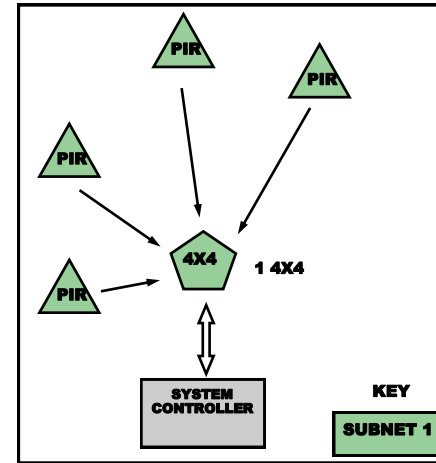 PIR
PIR
PIR
PIR
4X4
1 4X4
SYSTEM
CONTROLLER
KEY
SUBNET 1